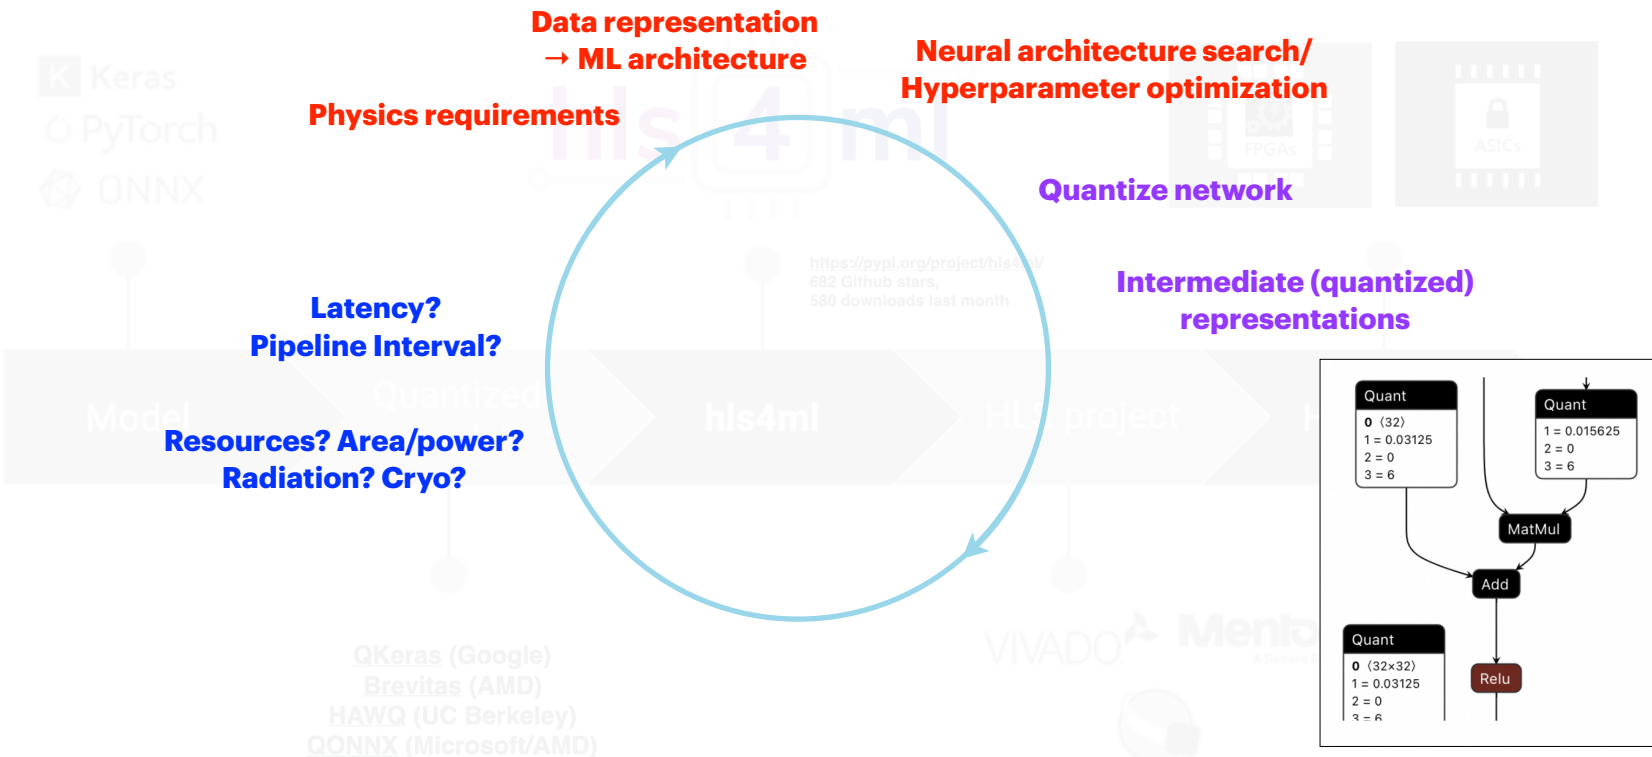 Data representation
→ ML architecture
Neural architecture search/
Hyperparameter optimization
Physics requirements
Keras
PyTorch
ONNX
hls 4 ml
FPGAs
ASICs
Quantize network
https://pypi.org/project/hls4ml/
682 Github stars,
580 downloads last month
Intermediate (quantized)
representations
Latency?
Pipeline Interval?
Model
Quantized
hls4ml
HLS project
Resources? Area/power?
Radiation? Cryo?
Quant
0 ⟨32⟩
1 = 0.03125
2 = 0
3 = 6
Quant
1 = 0.015625
2 = 0
3 = 6
MatMul
Add
Quant
0 ⟨32×32⟩
1 = 0.03125
2 = 0
3 = 6
Relu
QKeras (Google)
Brevitas (AMD)
HAWQ (UC Berkeley)
QONNX (Microsoft/AMD)
VIVADO